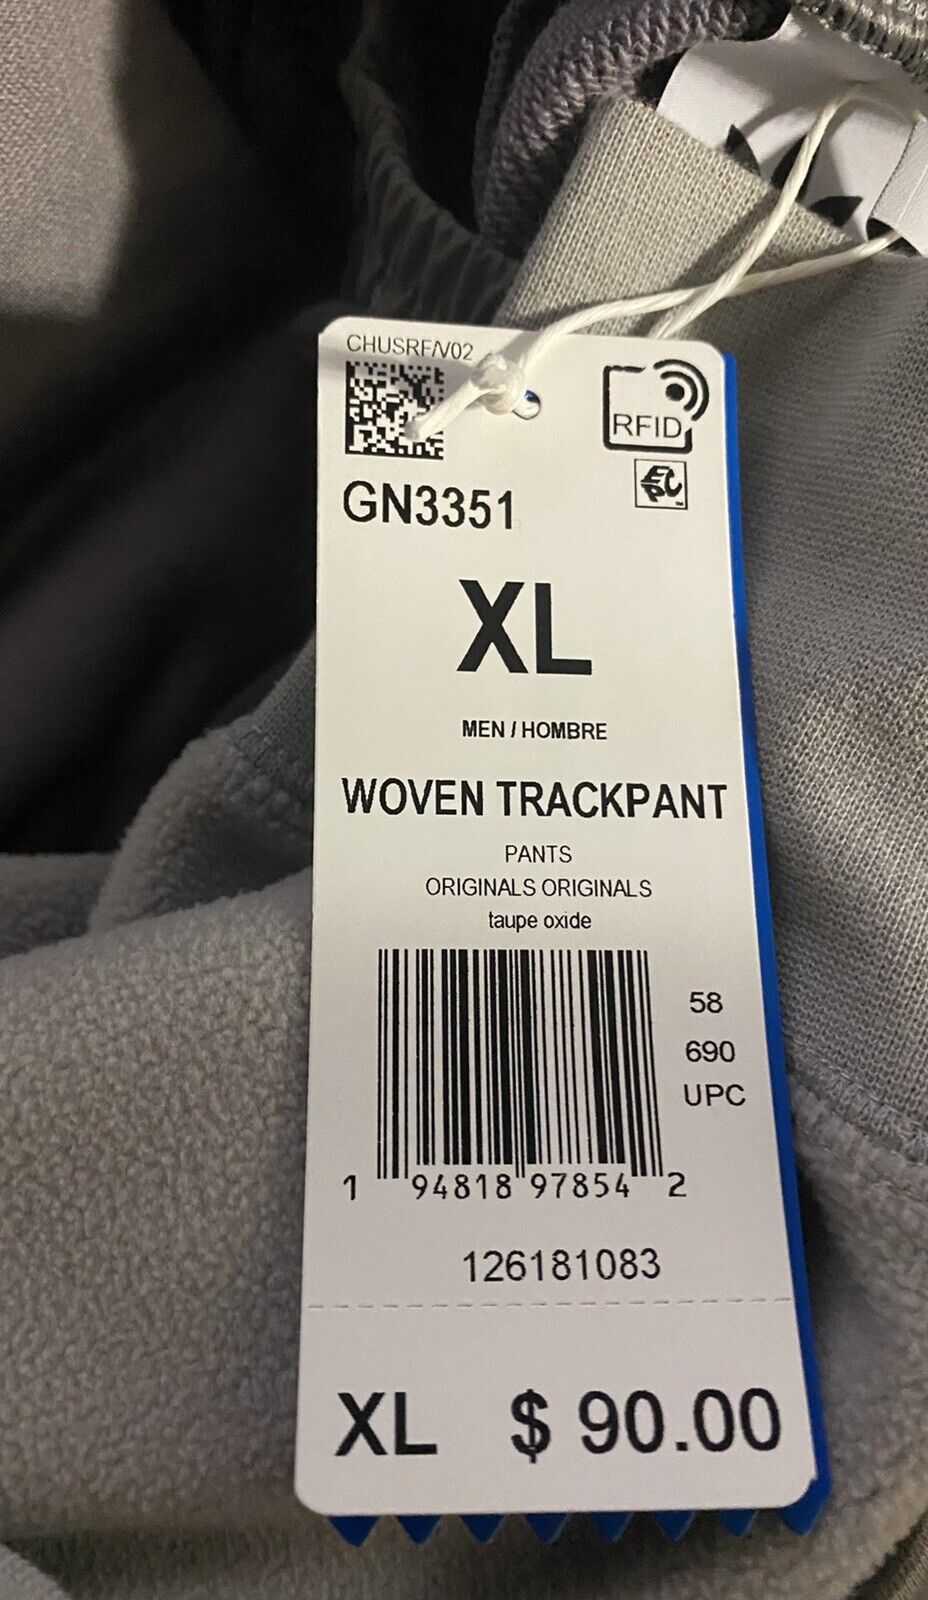 CHUSRF/V02
RFID
EPC
GN3351
XL
MEN / HOMBRE
WOVEN TRACKPANT
PANTS
ORIGINALS ORIGINALS
taupe oxide
58
690
UPC
1 94818 97854 2
126181083
XL $ 90.00